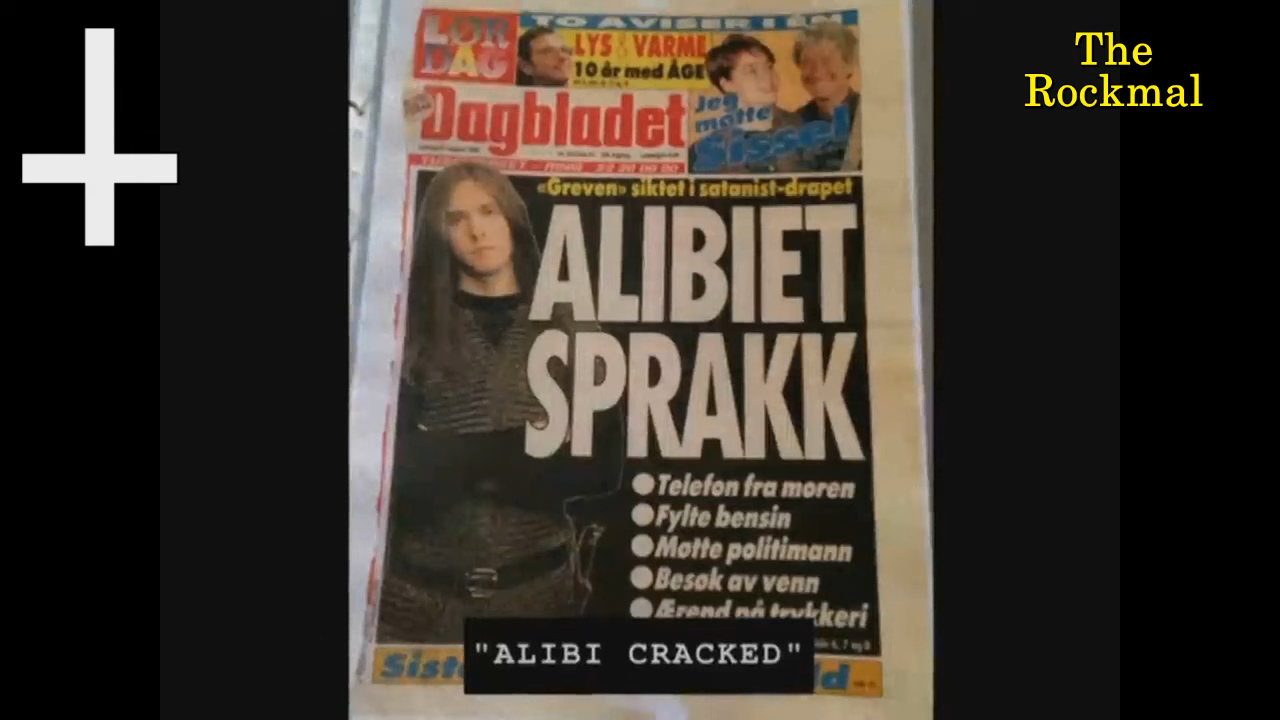 The
Rockmal
TO AVISER I ÉN
LØR
DAG
LYS & VARME
10 år med ÅGE
Jeg
møtte
Sissel
Dagbladet
«Greven» siktet i satanist-drapet
ALIBIET
SPRAKK
Telefon fra moren
Fylte bensin
Møtte politimann
Besøk av venn
Ærend på trykkeri
"ALIBI CRACKED"